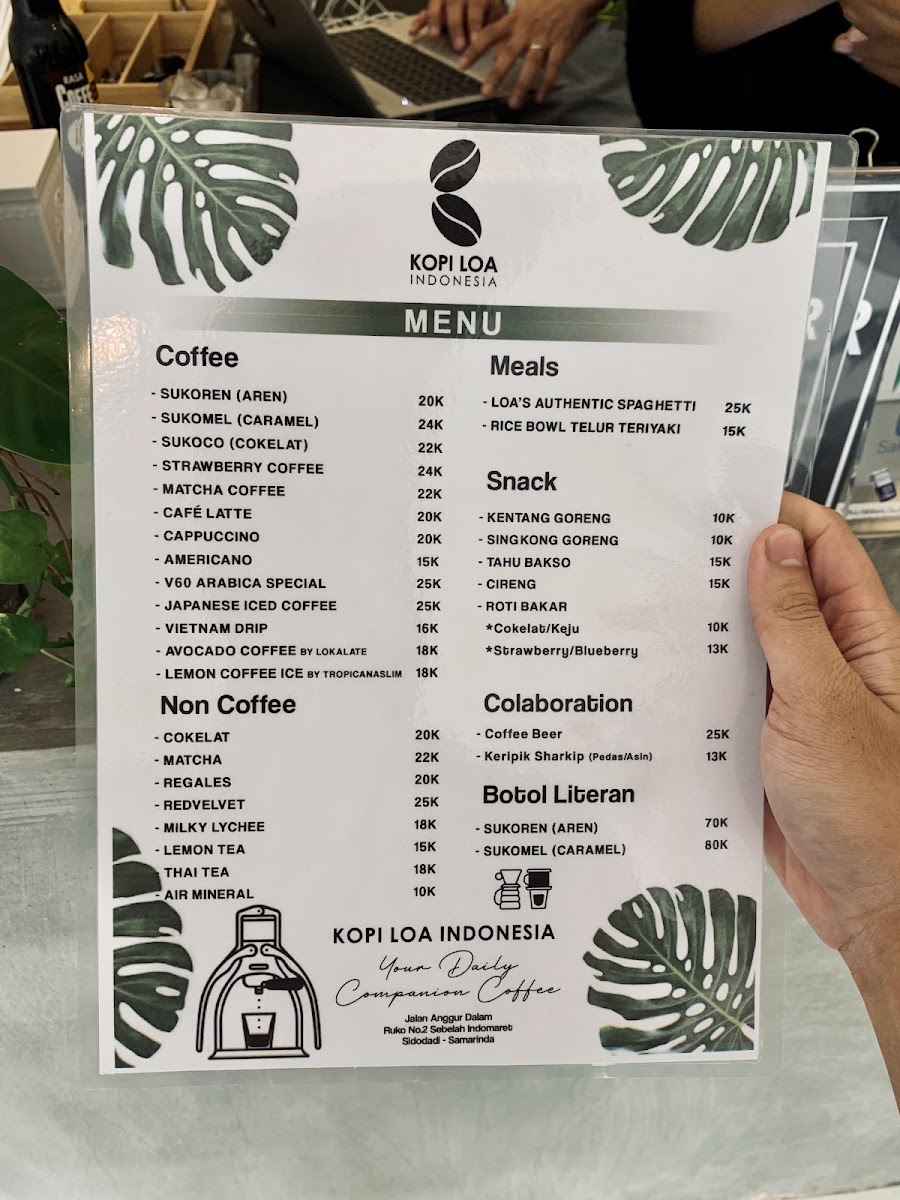 RASA
COFFE
KOPI LOA
INDONESIA
MENU
Coffee
- SUKOREN (AREN) 20K
- SUKOMEL (CARAMEL) 24K
- SUKOCO (COKELAT) 22K
- STRAWBERRY COFFEE 24K
- MATCHA COFFEE 22K
- CAFÉ LATTE 20K
- CAPPUCCINO 20K
- AMERICANO 15K
- V60 ARABICA SPECIAL 25K
- JAPANESE ICED COFFEE 25K
- VIETNAM DRIP 16K
- AVOCADO COFFEE BY LOKALATE 18K
- LEMON COFFEE ICE BY TROPICANASLIM 18K
Non Coffee
- COKELAT 20K
- MATCHA 22K
- REGALES 20K
- REDVELVET 25K
- MILKY LYCHEE 18K
- LEMON TEA 15K
- THAI TEA 18K
- AIR MINERAL 10K
Meals
- LOA'S AUTHENTIC SPAGHETTI 25K
- RICE BOWL TELUR TERIYAKI 15K
Snack
- KENTANG GORENG 10K
- SINGKONG GORENG 10K
- TAHU BAKSO 15K
- CIRENG 15K
- ROTI BAKAR
*Cokelat/Keju 10K
*Strawberry/Blueberry 13K
Colaboration
- Coffee Beer 25K
- Keripik Sharkip (Pedas/Asin) 13K
Botol Literan
- SUKOREN (AREN) 70K
- SUKOMEL (CARAMEL) 80K
KOPI LOA INDONESIA
Your Daily
Companion Coffee
Jalan Anggur Dalam
Ruko No.2 Sebelah Indomaret
Sidodadi - Samarinda
R
R